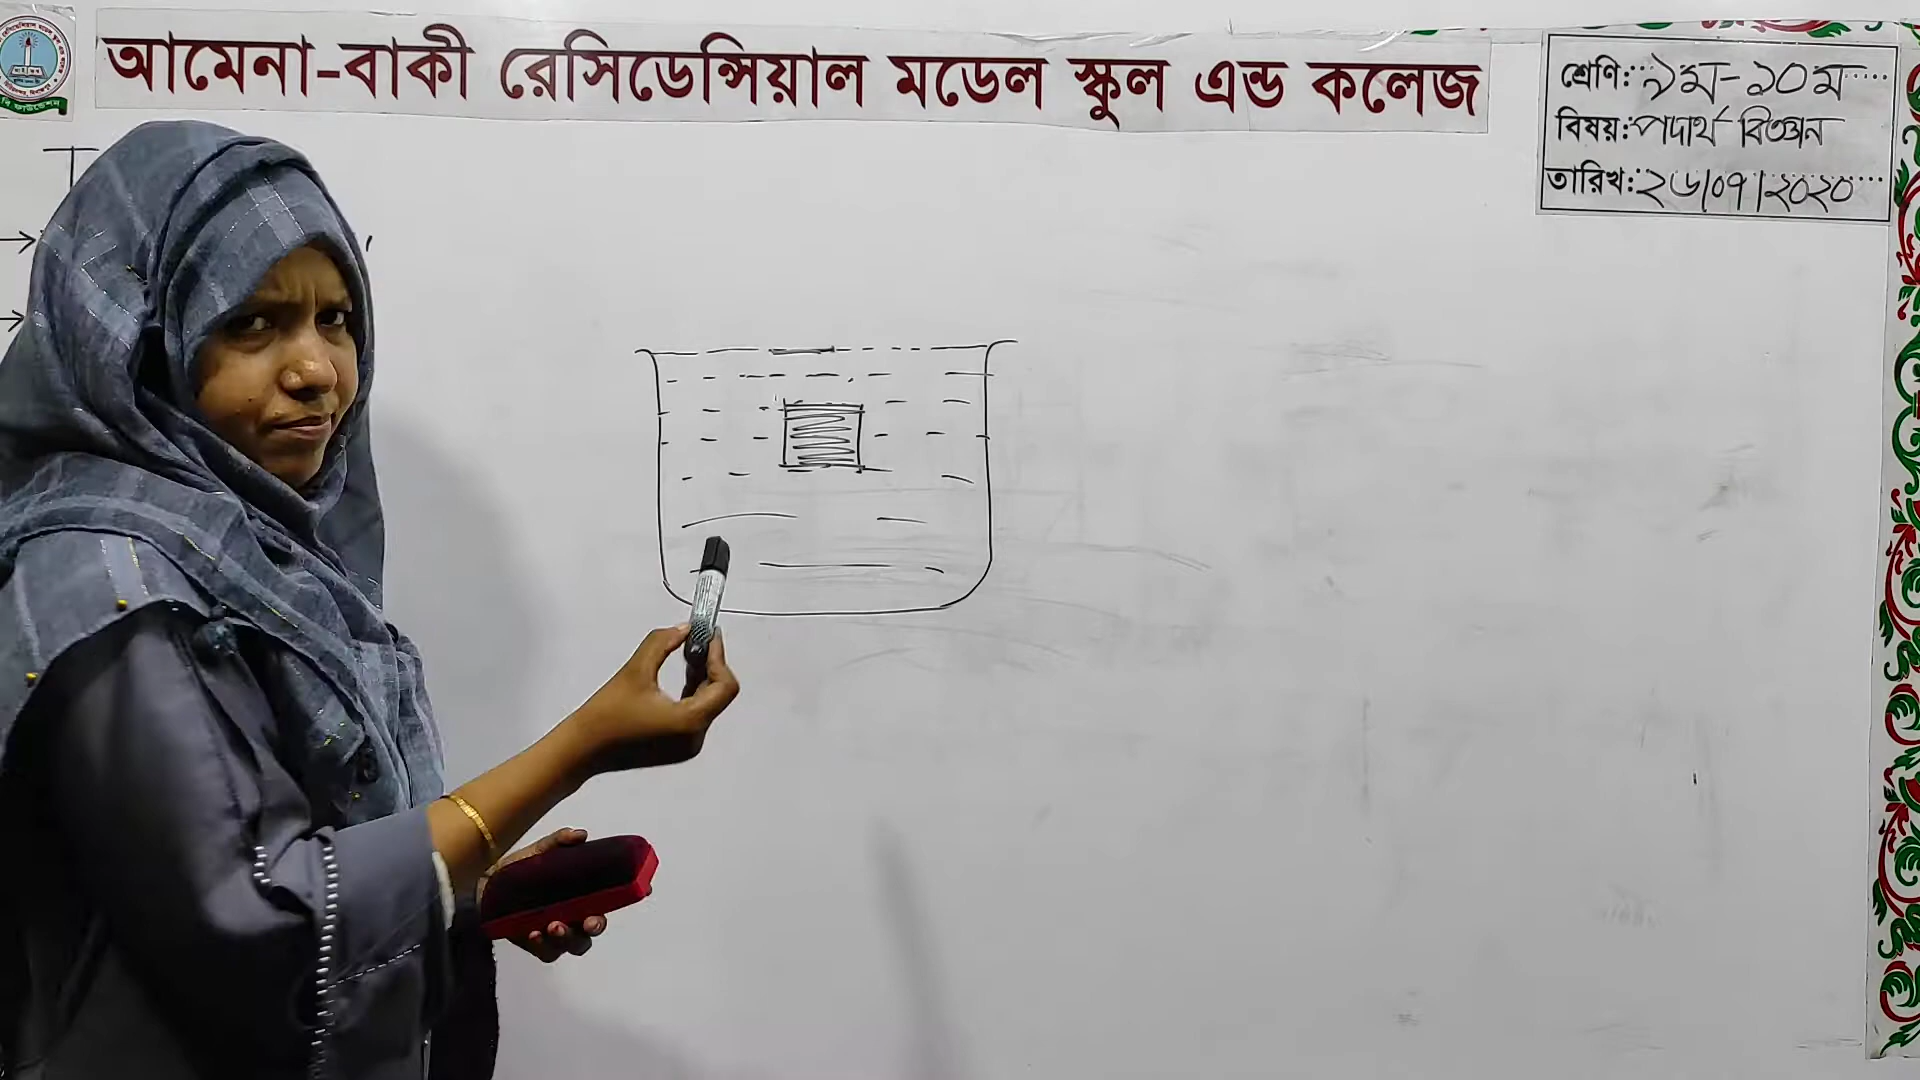 আমেনা-বাকী রেসিডেন্সিয়াল মডেল স্কুল এন্ড কলেজ
শ্রেণি: ৯ম-১০ম
বিষয়: পদার্থ বিজ্ঞান
তারিখ: ২৬/০৭/২০২০